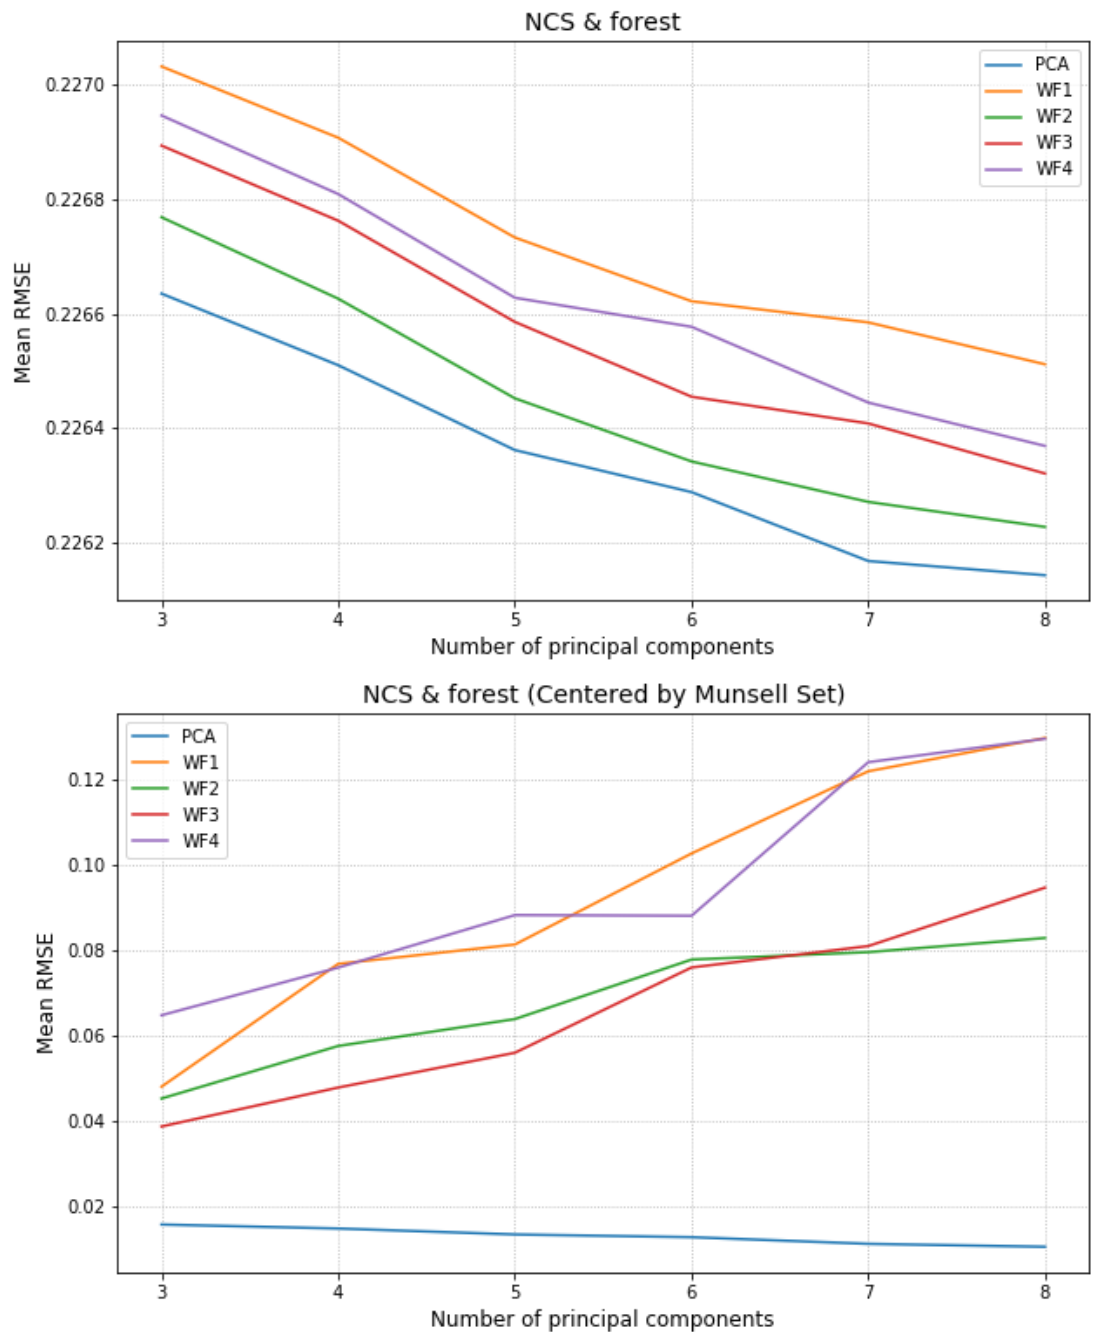 NCS & forest
0.2270
0.2268
0.2266
0.2264
0.2262
Mean RMSE
PCA
WF1
WF2
WF3
WF4
3 4 5 6 7 8
Number of principal components
NCS & forest (Centered by Munsell Set)
PCA
WF1
WF2
WF3
WF4
0.12
0.10
0.08
0.06
0.04
0.02
Mean RMSE
3 4 5 6 7 8
Number of principal components